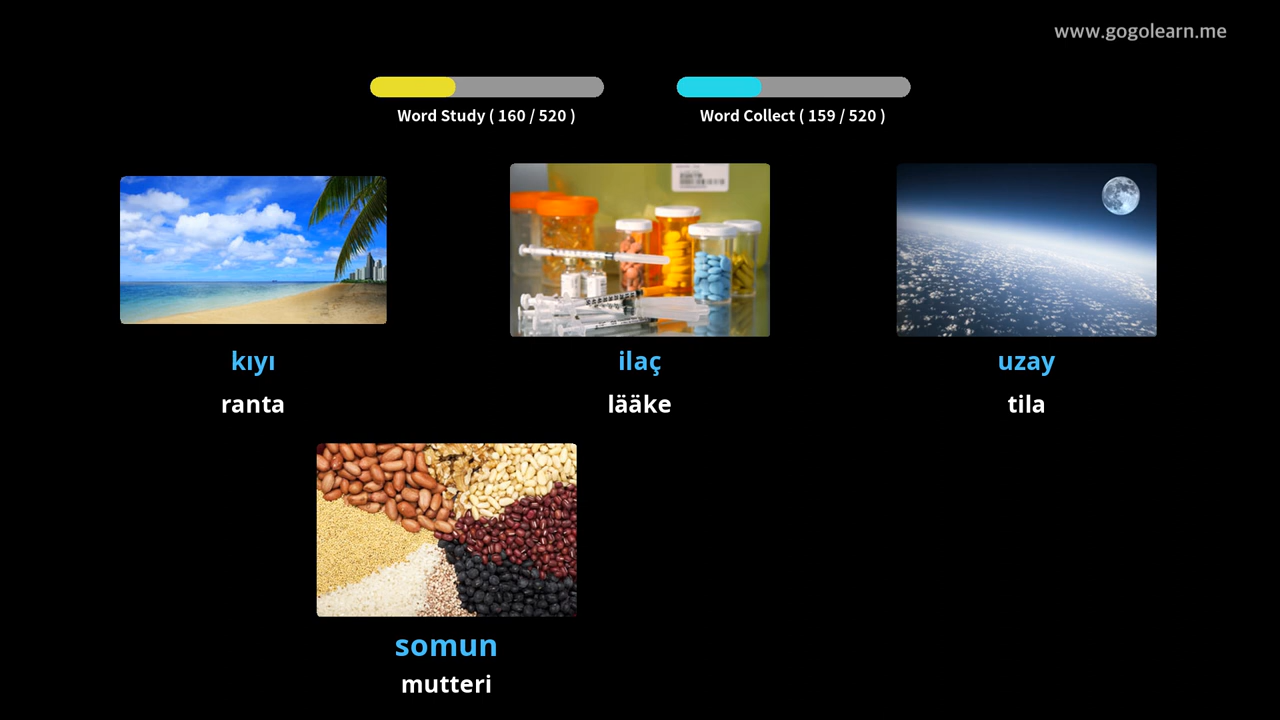 www.gogolearn.me
Word Study ( 160 / 520 )
Word Collect ( 159 / 520 )
kıyı
ranta
ilaç
lääke
uzay
tila
somun
mutteri